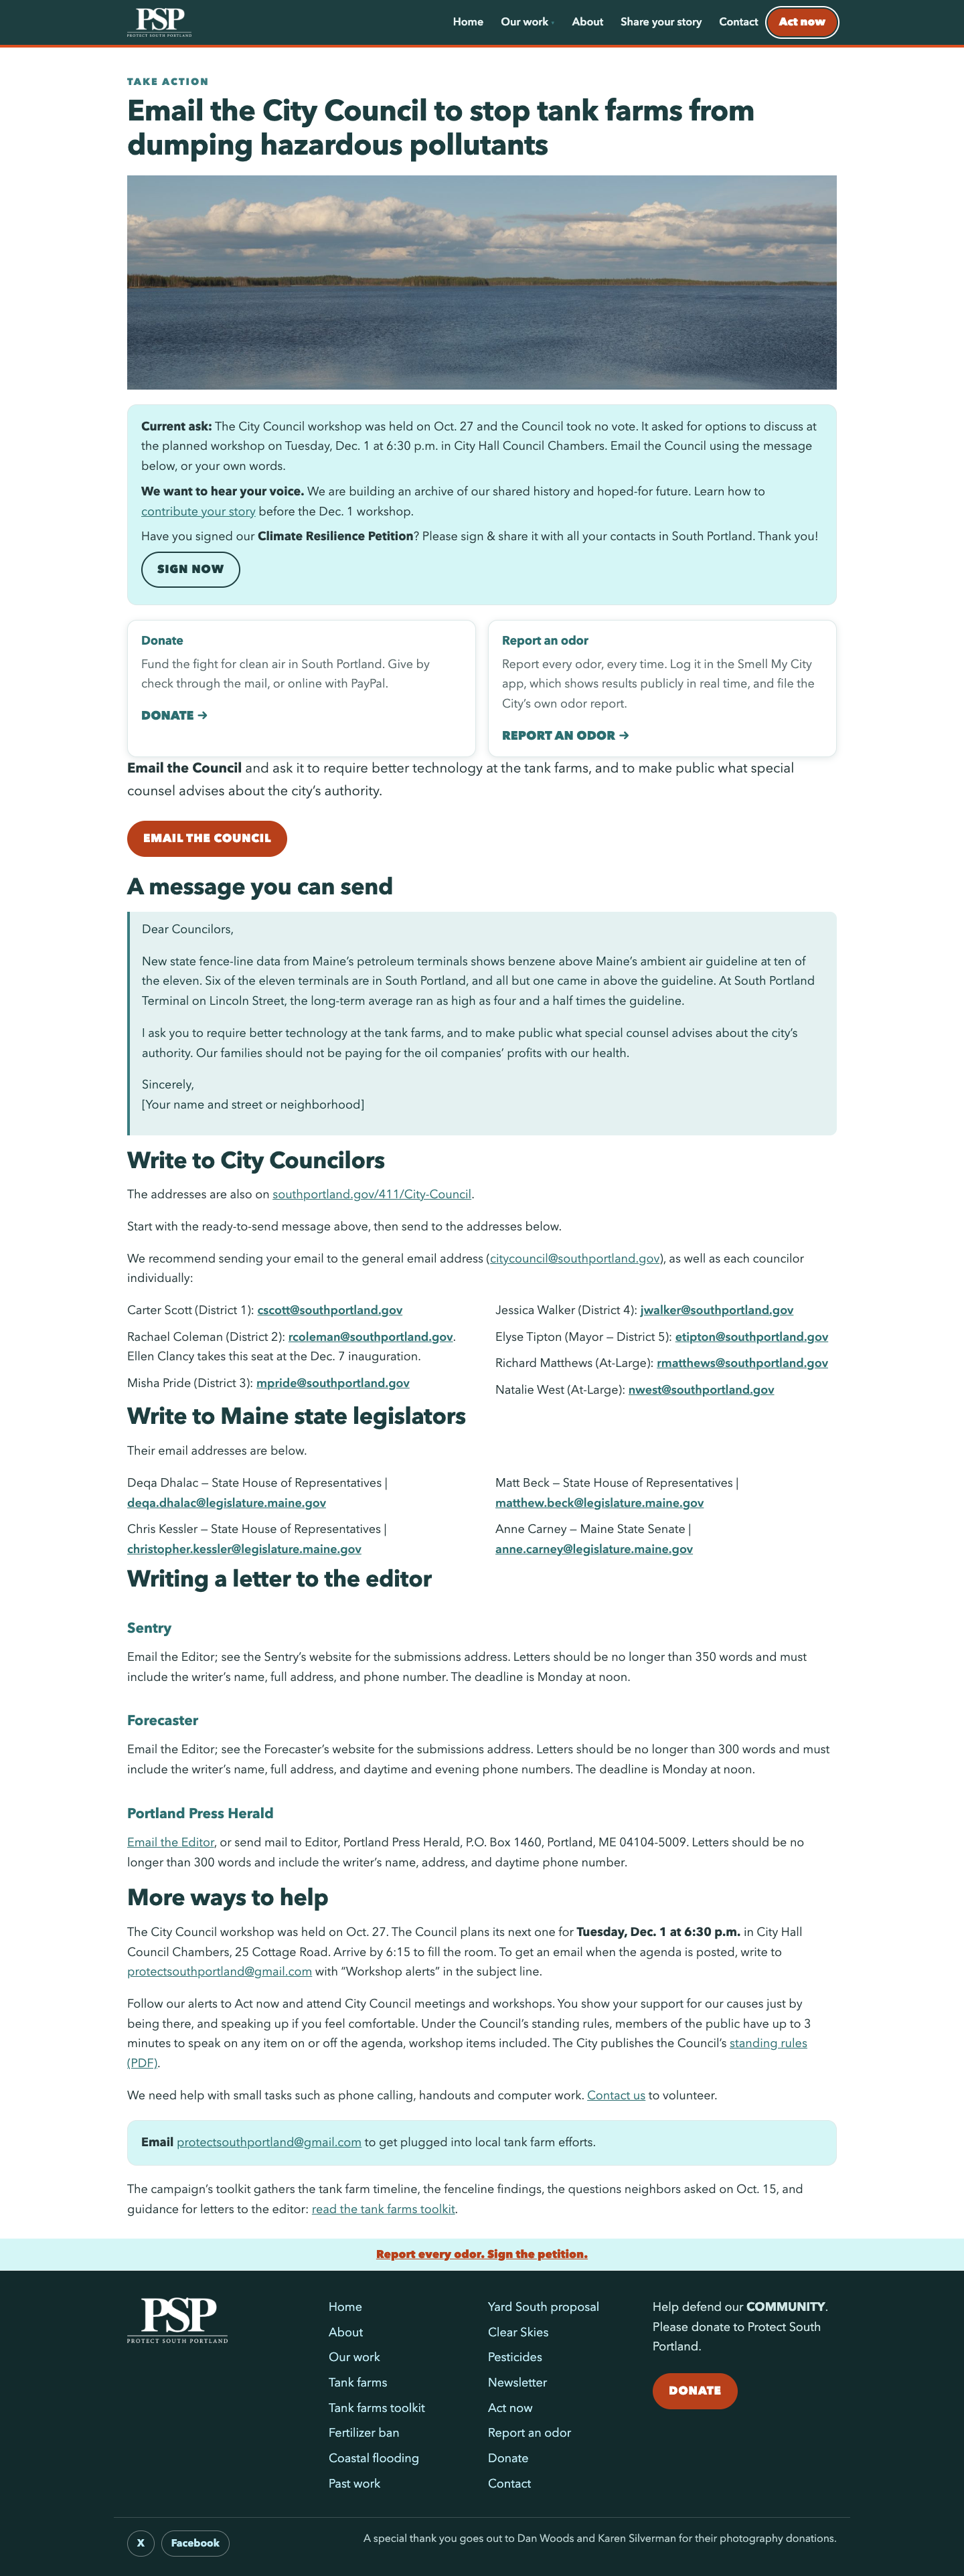 PSP
PROTECT SOUTH PORTLAND
Home
Our work
About
Share your story
Contact
Act now
TAKE ACTION
Email the City Council to stop tank farms from
dumping hazardous pollutants
Current ask: The City Council workshop was held on Oct. 27 and the Council took no vote. It asked for options to discuss at
the planned workshop on Tuesday, Dec. 1 at 6:30 p.m. in City Hall Council Chambers. Email the Council using the message
below, or your own words.
We want to hear your voice. We are building an archive of our shared history and hoped-for future. Learn how to
contribute your story before the Dec. 1 workshop.
Have you signed our Climate Resilience Petition? Please sign & share it with all your contacts in South Portland. Thank you!
SIGN NOW
Donate
Fund the fight for clean air in South Portland. Give by
check through the mail, or online with PayPal.
DONATE →
Report an odor
Report every odor, every time. Log it in the Smell My City
app, which shows results publicly in real time, and file the
City’s own odor report.
REPORT AN ODOR →
Email the Council and ask it to require better technology at the tank farms, and to make public what special
counsel advises about the city’s authority.
EMAIL THE COUNCIL
A message you can send
Dear Councilors,
New state fence-line data from Maine’s petroleum terminals shows benzene above Maine’s ambient air guideline at ten of
the eleven. Six of the eleven terminals are in South Portland, and all but one came in above the guideline. At South Portland
Terminal on Lincoln Street, the long-term average ran as high as four and a half times the guideline.
I ask you to require better technology at the tank farms, and to make public what special counsel advises about the city’s
authority. Our families should not be paying for the oil companies’ profits with our health.
Sincerely,
[Your name and street or neighborhood]
Write to City Councilors
The addresses are also on southportland.gov/411/City-Council.
Start with the ready-to-send message above, then send to the addresses below.
We recommend sending your email to the general email address (citycouncil@southportland.gov), as well as each councilor
individually:
Carter Scott (District 1): cscott@southportland.gov
Rachael Coleman (District 2): rcoleman@southportland.gov.
Ellen Clancy takes this seat at the Dec. 7 inauguration.
Misha Pride (District 3): mpride@southportland.gov
Jessica Walker (District 4): jwalker@southportland.gov
Elyse Tipton (Mayor — District 5): etipton@southportland.gov
Richard Matthews (At-Large): rmatthews@southportland.gov
Natalie West (At-Large): nwest@southportland.gov
Write to Maine state legislators
Their email addresses are below.
Deqa Dhalac — State House of Representatives |
deqa.dhalac@legislature.maine.gov
Chris Kessler — State House of Representatives |
christopher.kessler@legislature.maine.gov
Matt Beck — State House of Representatives |
matthew.beck@legislature.maine.gov
Anne Carney — Maine State Senate |
anne.carney@legislature.maine.gov
Writing a letter to the editor
Sentry
Email the Editor; see the Sentry’s website for the submissions address. Letters should be no longer than 350 words and must
include the writer’s name, full address, and phone number. The deadline is Monday at noon.
Forecaster
Email the Editor; see the Forecaster’s website for the submissions address. Letters should be no longer than 300 words and must
include the writer’s name, full address, and daytime and evening phone numbers. The deadline is Monday at noon.
Portland Press Herald
Email the Editor, or send mail to Editor, Portland Press Herald, P.O. Box 1460, Portland, ME 04104-5009. Letters should be no
longer than 300 words and include the writer’s name, address, and daytime phone number.
More ways to help
The City Council workshop was held on Oct. 27. The Council plans its next one for Tuesday, Dec. 1 at 6:30 p.m. in City Hall
Council Chambers, 25 Cottage Road. Arrive by 6:15 to fill the room. To get an email when the agenda is posted, write to
protectsouthportland@gmail.com with “Workshop alerts” in the subject line.
Follow our alerts to Act now and attend City Council meetings and workshops. You show your support for our causes just by
being there, and speaking up if you feel comfortable. Under the Council’s standing rules, members of the public have up to 3
minutes to speak on any item on or off the agenda, workshop items included. The City publishes the Council’s standing rules
(PDF).
We need help with small tasks such as phone calling, handouts and computer work. Contact us to volunteer.
Email protectsouthportland@gmail.com to get plugged into local tank farm efforts.
The campaign’s toolkit gathers the tank farm timeline, the fenceline findings, the questions neighbors asked on Oct. 15, and
guidance for letters to the editor: read the tank farms toolkit.
Report every odor. Sign the petition.
PSP
PROTECT SOUTH PORTLAND
Home
About
Our work
Tank farms
Tank farms toolkit
Fertilizer ban
Coastal flooding
Past work
Yard South proposal
Clear Skies
Pesticides
Newsletter
Act now
Report an odor
Donate
Contact
Help defend our COMMUNITY.
Please donate to Protect South
Portland.
DONATE
X
Facebook
A special thank you goes out to Dan Woods and Karen Silverman for their photography donations.